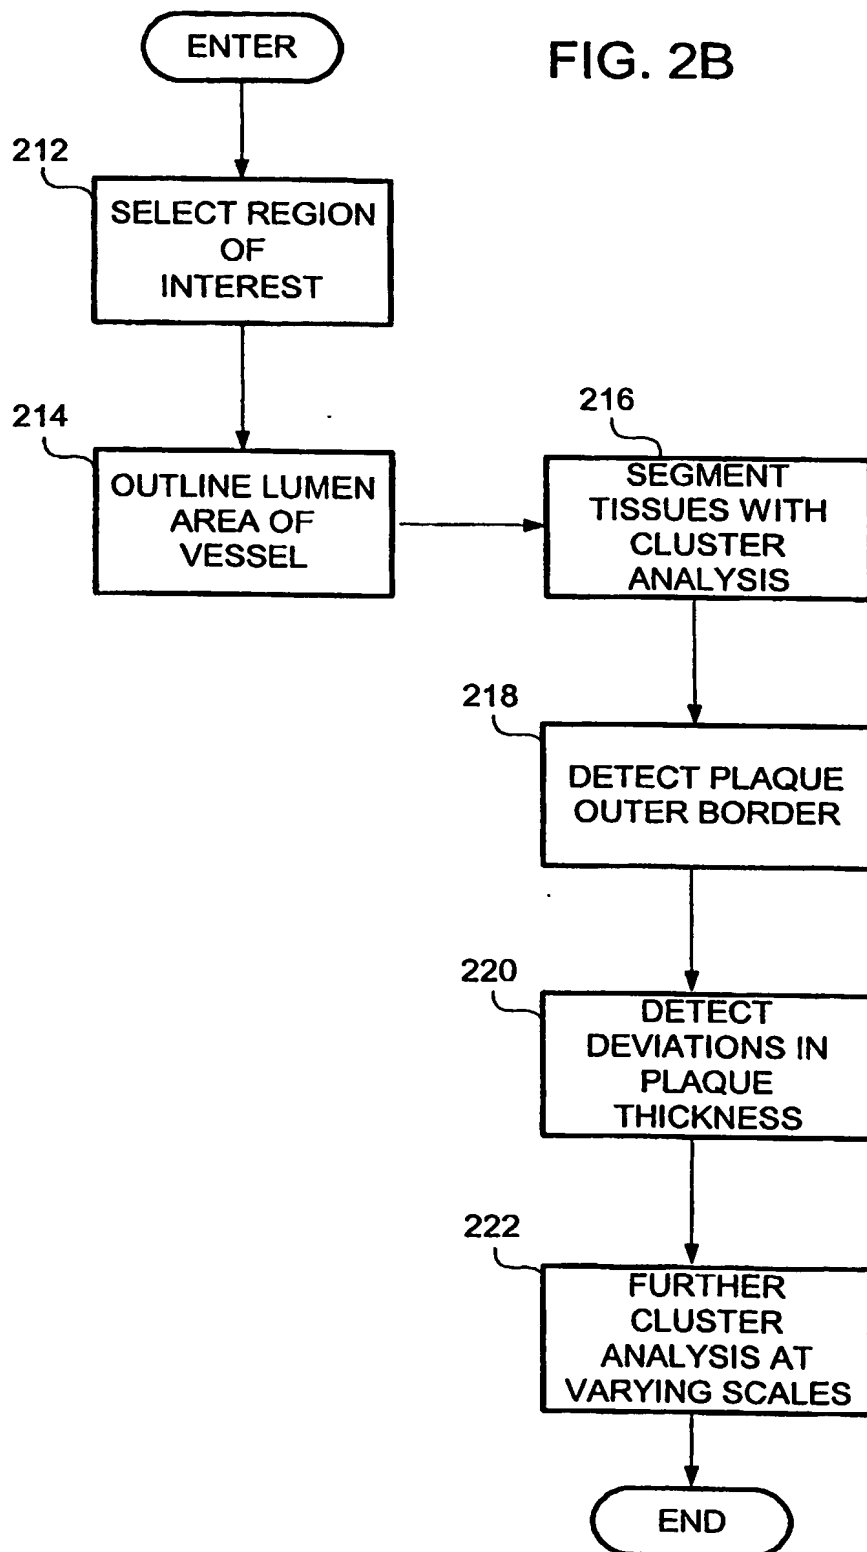 ENTER
FIG. 2B
212
SELECT REGION
OF
INTEREST
214
OUTLINE LUMEN
AREA OF
VESSEL
216
SEGMENT
TISSUES WITH
CLUSTER
ANALYSIS
218
DETECT PLAQUE
OUTER BORDER
220
DETECT
DEVIATIONS IN
PLAQUE
THICKNESS
222
FURTHER
CLUSTER
ANALYSIS AT
VARYING SCALES
END